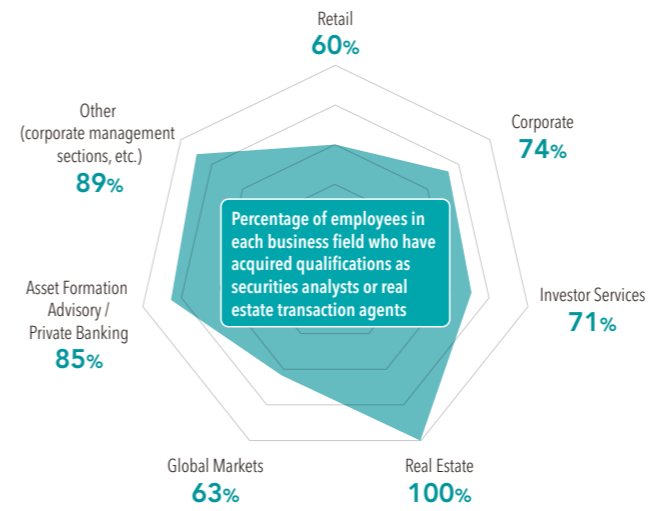 Retail
60%
Corporate
74%
Investor Services
71%
Real Estate
100%
Global Markets
63%
Asset Formation
Advisory /
Private Banking
85%
Other
(corporate management
sections, etc.)
89%
Percentage of employees in
each business field who have
acquired qualifications as
securities analysts or real
estate transaction agents